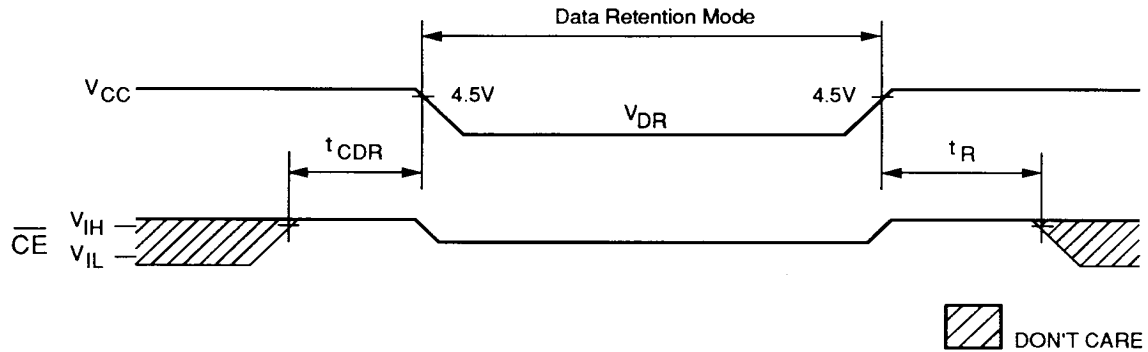 Data Retention Mode
VCC
4.5V
4.5V
VDR
tCDR
tR
VIH
CE
VIL
DON'T CARE